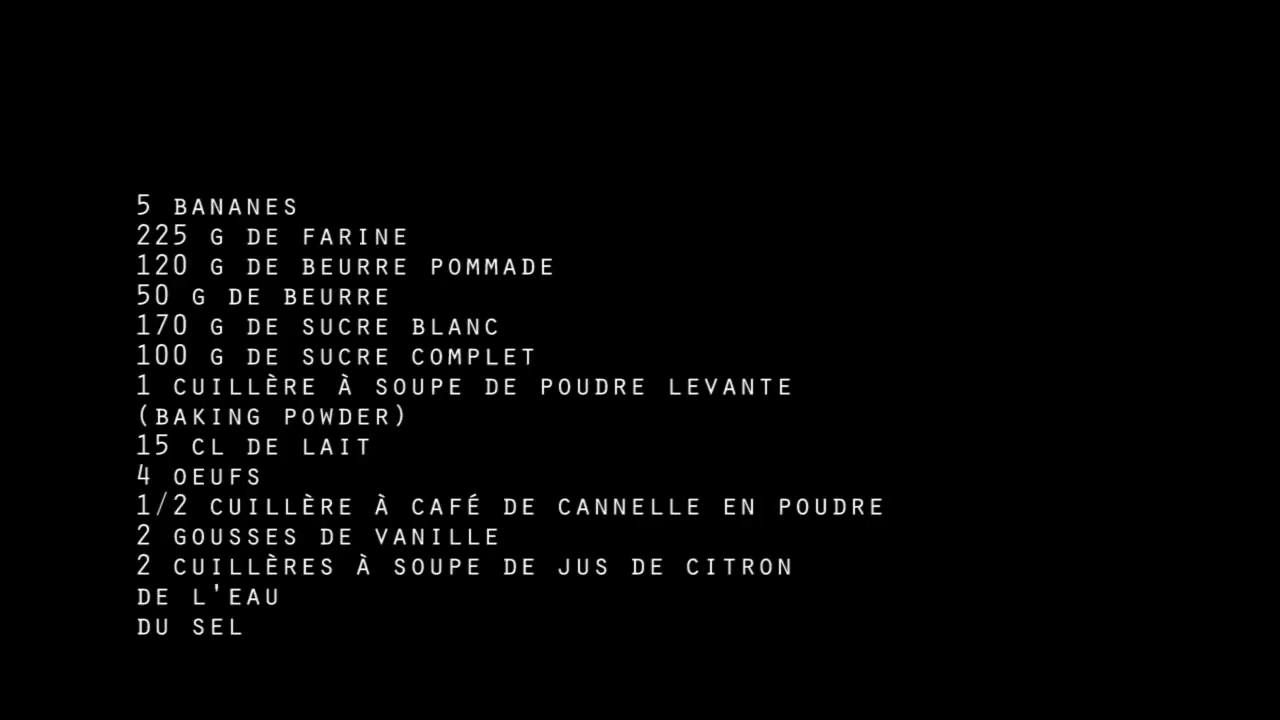 5 BANANES
225 G DE FARINE
120 G DE BEURRE POMMADE
50 G DE BEURRE
170 G DE SUCRE BLANC
100 G DE SUCRE COMPLET
1 CUILLÈRE À SOUPE DE POUDRE LEVANTE
(BAKING POWDER)
15 CL DE LAIT
4 OEUFS
1/2 CUILLÈRE À CAFÉ DE CANNELLE EN POUDRE
2 GOUSSES DE VANILLE
2 CUILLÈRES À SOUPE DE JUS DE CITRON
DE L'EAU
DU SEL